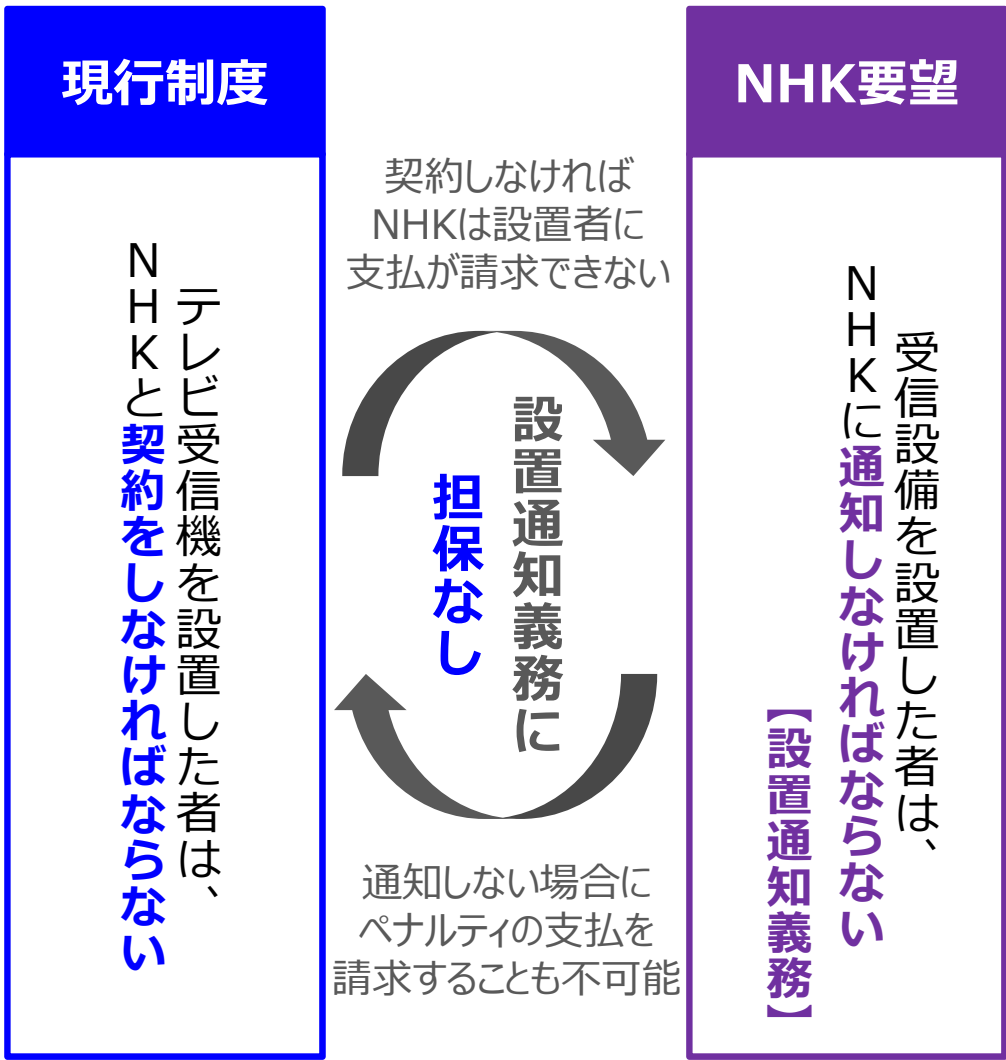 現行制度
テレビ受信機を設置した者は、
NHKと契約をしなければならない
契約しなければ
NHKは設置者に
支払が請求できない
設置通知義務に
担保なし
通知しない場合に
ペナルティの支払を
請求することも不可能
NHK要望
受信設備を設置した者は、
NHKに通知しなければならない
【設置通知義務】